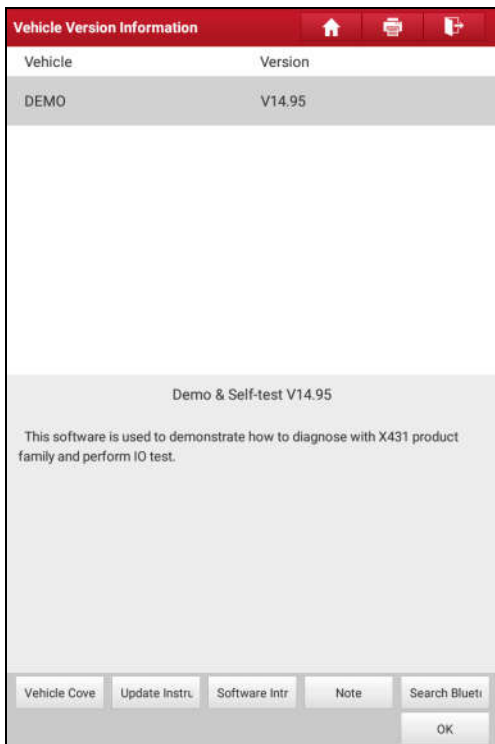 Vehicle Version Information
Vehicle Version
DEMO V14.95
Demo & Self-test V14.95
This software is used to demonstrate how to diagnose with X431 product
family and perform IO test.
Vehicle Cove Update Instru Software Intr Note Search Blueto
OK